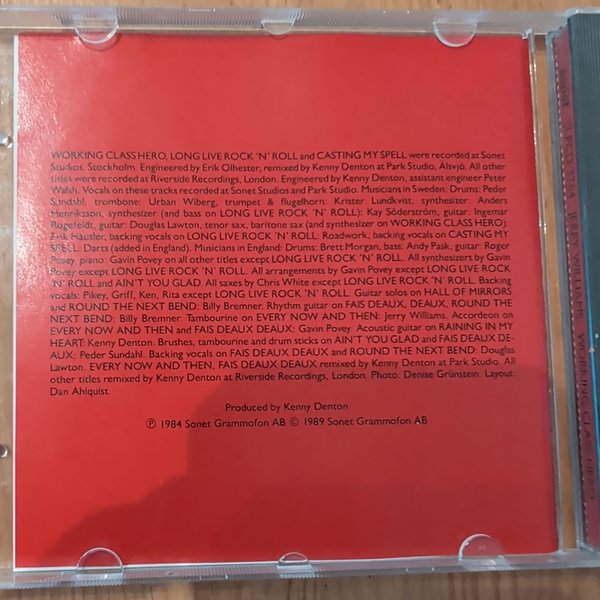 WORKING CLASS HERO, LONG LIVE ROCK 'N' ROLL and CASTING MY SPELL were recorded at Sonet
Studios, Stockholm. Engineered by Erik Olhester, remixed by Kenny Denton at Park Studio, Alsvjö. All other
titles were recorded at Riverside Recordings, London. Engineered by Kenny Denton, assistant engineer Peter
Walsh. Vocals on these tracks recorded at Sonet Studios and Park Studio. Musicians in Sweden: Drums: Peder
Sundahl, trombone: Urban Wiberg, trumpet & flugelhorn: Krister Lundkvist, synthesizer: Anders
Henriksson, synthesizer (and bass on LONG LIVE ROCK 'N' ROLL): Kay Söderström, guitar: Ingemar
Rogefeldt, guitar: Douglas Lawton, tenor sax, baritone sax (and synthesizer on WORKING CLASS HERO):
Erik Häusler, backing vocals on LONG LIVE ROCK 'N' ROLL: Roadwork, backing vocals on CASTING MY
SPELL: Darts (added in England). Musicians in England: Drums: Brett Morgan, bass: Andy Pask, guitar: Roger
piano: Gavin Povey on all other titles except LONG LIVE ROCK 'N' ROLL. All synthesizers by Gavin
Povey except LONG LIVE ROCK 'N' ROLL. All arrangements by Gavin Povey except LONG LIVE ROCK
'N' ROLL and AIN'T YOU GLAD. All saxes by Chris White except LONG LIVE ROCK 'N' ROLL. Backing
vocals: Pikey, Griff, Ken, Rita except LONG LIVE ROCK 'N' ROLL. Guitar solos on HALL OF MIRRORS
and ROUND THE NEXT BEND: Billy Bremner. Rhythm guitar on FAIS DEAUX, DEAUX, ROUND THE
NEXT BEND: Billy Bremner. Tambourine on EVERY NOW AND THEN: Jerry Williams. Accordeon on
EVERY NOW AND THEN and FAIS DEAUX DEAUX: Gavin Povey. Acoustic guitar on RAINING IN MY
HEART: Kenny Denton. Brushes, tambourine and drum sticks on AIN'T YOU GLAD and FAIS DEAUX DE-
AUX: Peder Sundahl. Backing vocals on FAIS DEAUX DEAUX and ROUND THE NEXT BEND: Douglas
Lawton. EVERY NOW AND THEN, FAIS DEAUX DEAUX remixed by Kenny Denton at Park Studio. All
other titles remixed by Kenny Denton at Riverside Recordings, London. Photo: Denise Grünstein Layout:
Dan Ahlquist.
Produced by Kenny Denton
℗ 1984 Sonet Grammofon AB © 1989 Sonet Grammofon AB